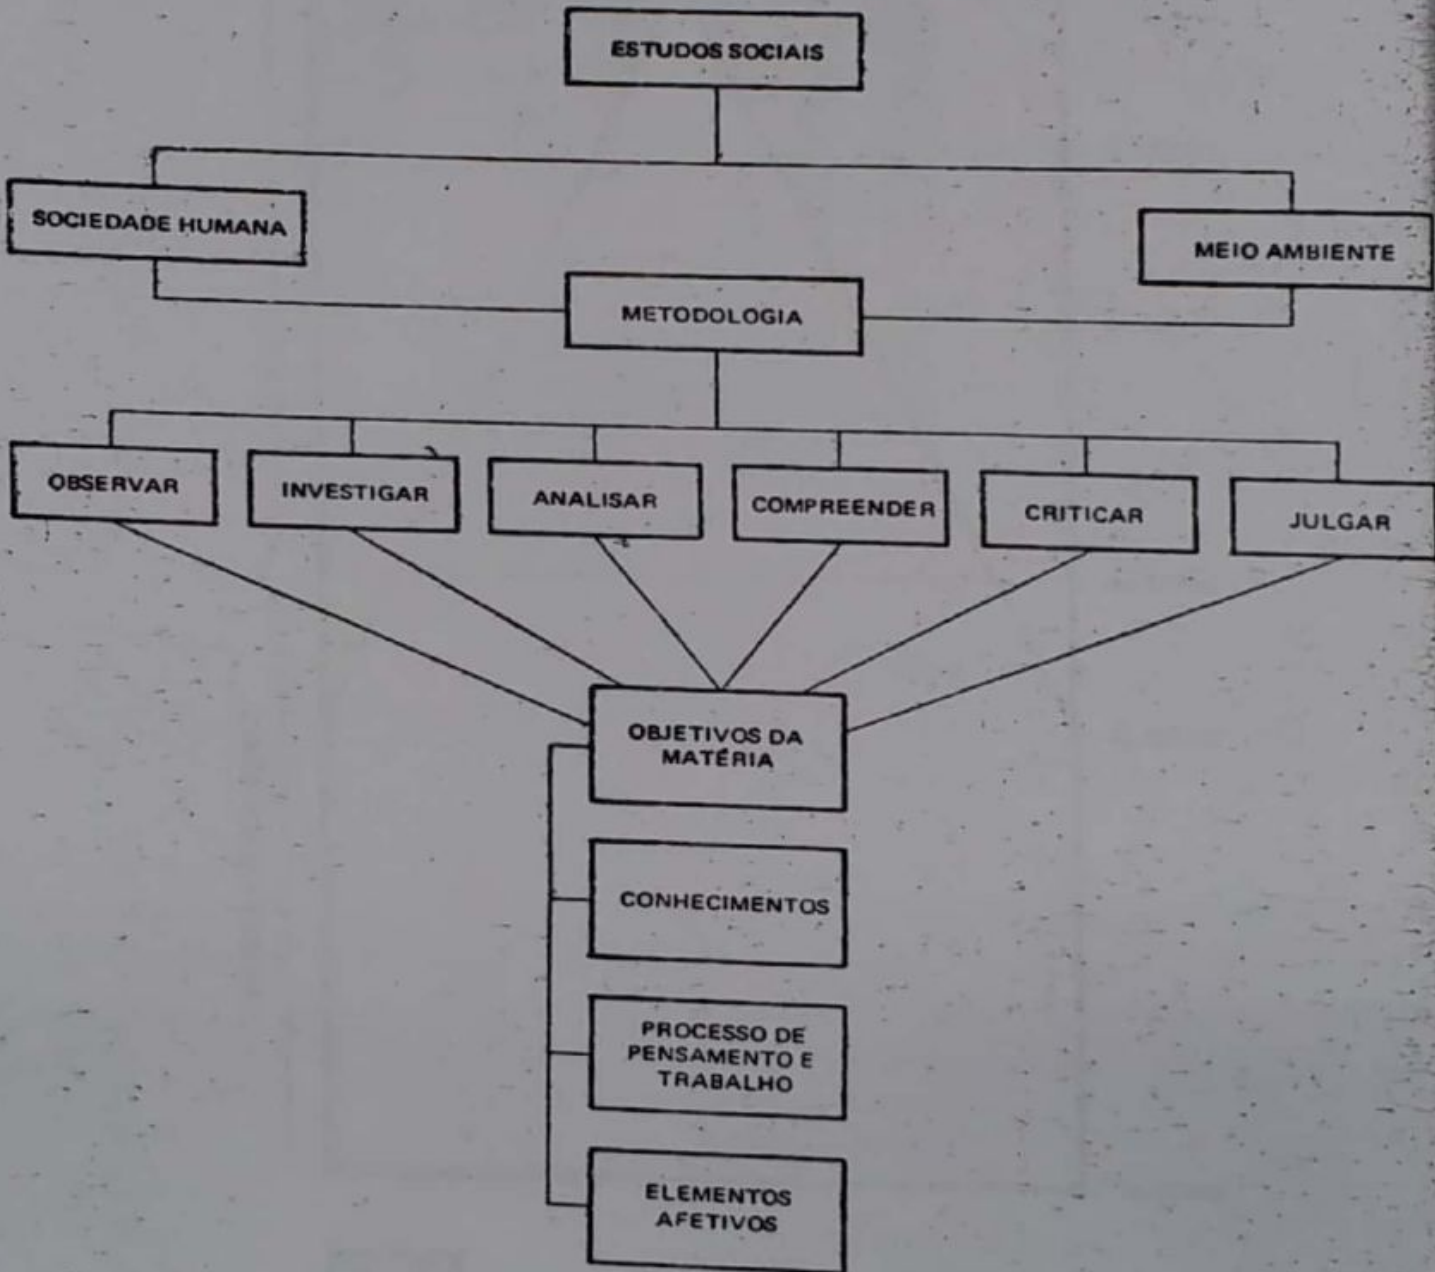 ESTUDOS SOCIAIS
SOCIEDADE HUMANA
MEIO AMBIENTE
METODOLOGIA
OBSERVAR
INVESTIGAR
ANALISAR
COMPREENDER
CRITICAR
JULGAR
OBJETIVOS DA
MATÉRIA
CONHECIMENTOS
PROCESSO DE
PENSAMENTO E
TRABALHO
ELEMENTOS
AFETIVOS